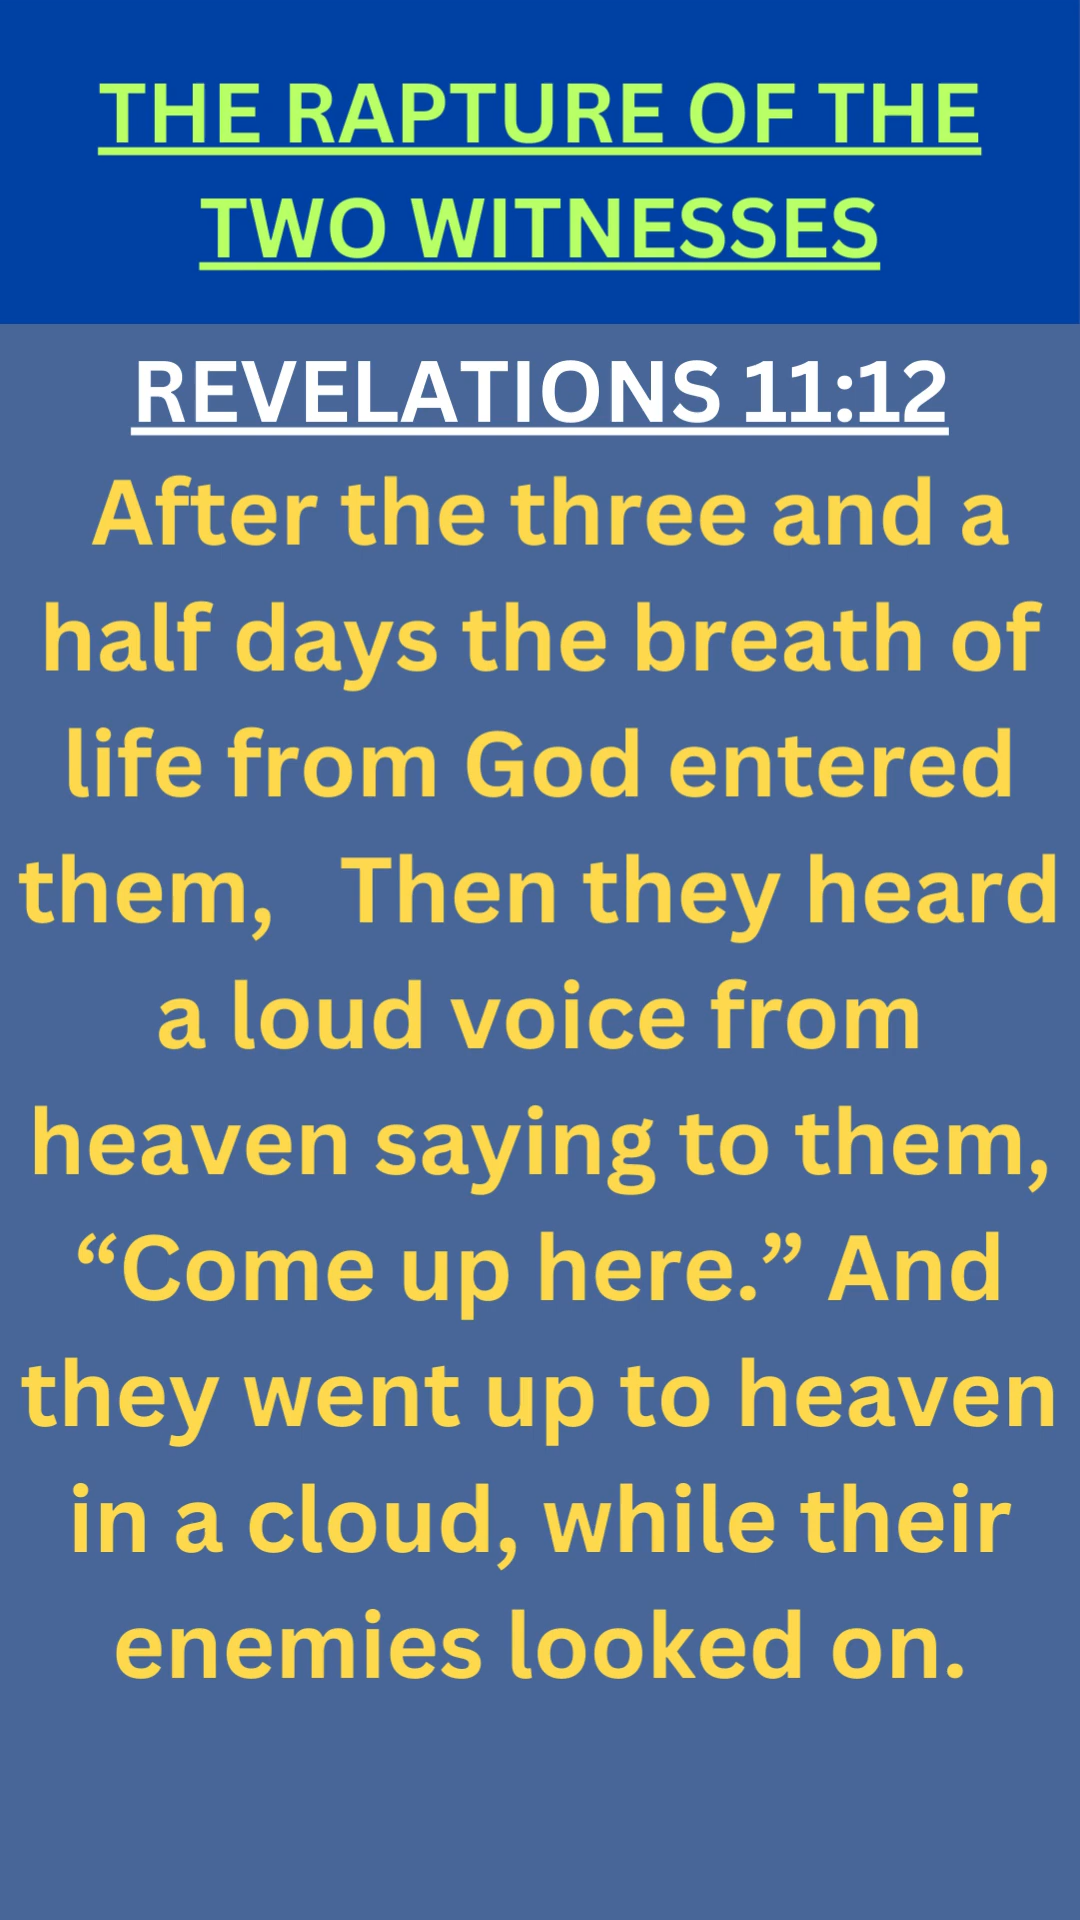 THE RAPTURE OF THE
TWO WITNESSES
REVELATIONS 11:12
After the three and a
half days the breath of
life from God entered
them,   Then they heard
a loud voice from
heaven saying to them,
“Come up here.” And
they went up to heaven
in a cloud, while their
enemies looked on.